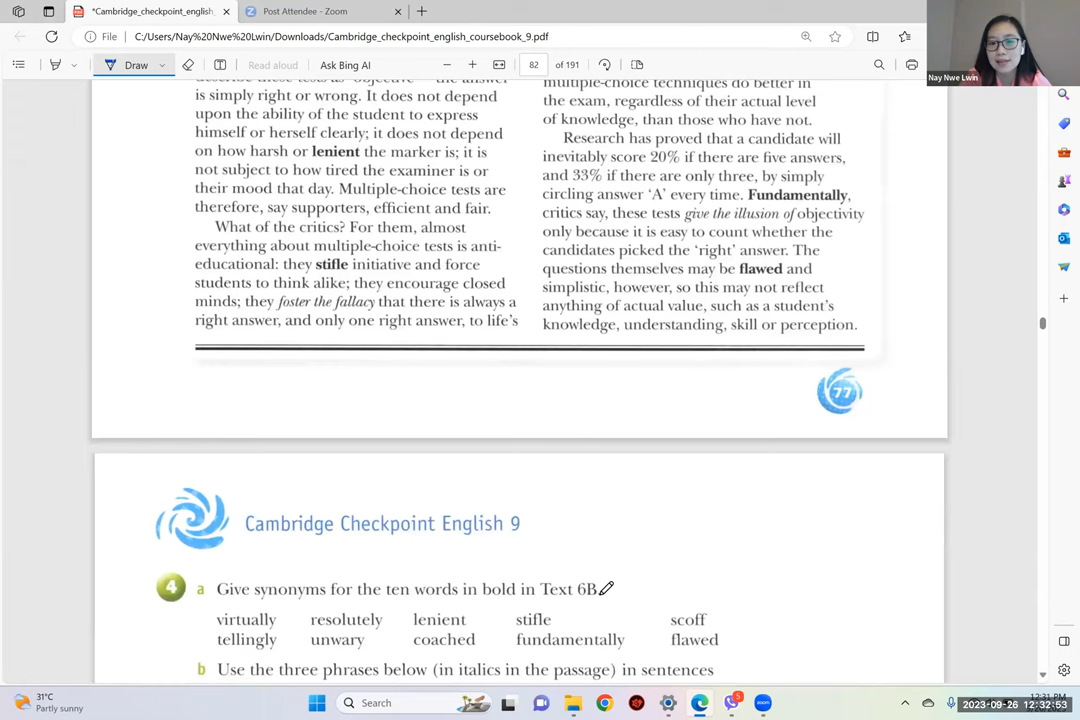 *Cambridge_checkpoint_english_
Post Attendee - Zoom
File
C:/Users/Nay%20Nwe%20Lwin/Downloads/Cambridge_checkpoint_english_coursebook_9.pdf
Draw
Read aloud
Ask Bing AI
82
of 191
Nay Nwe Lwin
is simply right or wrong. It does not depend
upon the ability of the student to express
himself or herself clearly; it does not depend
on how harsh or lenient the marker is; it is
not subject to how tired the examiner is or
their mood that day. Multiple-choice tests are
therefore, say supporters, efficient and fair.
What of the critics? For them, almost
everything about multiple-choice tests is anti-
educational: they stifle initiative and force
students to think alike; they encourage closed
minds; they foster the fallacy that there is always a
right answer, and only one right answer, to life's
multiple-choice techniques do better in
the exam, regardless of their actual level
of knowledge, than those who have not.
Research has proved that a candidate will
inevitably score 20% if there are five answers,
and 33% if there are only three, by simply
circling answer 'A' every time. Fundamentally,
critics say, these tests give the illusion of objectivity
only because it is easy to count whether the
candidates picked the 'right' answer. The
questions themselves may be flawed and
simplistic, however, so this may not reflect
anything of actual value, such as a student's
knowledge, understanding, skill or perception.
77
Cambridge Checkpoint English 9
4 a Give synonyms for the ten words in bold in Text 6B.
virtually resolutely lenient stifle scoff
tellingly unwary coached fundamentally flawed
b Use the three phrases below (in italics in the passage) in sentences
31°C
Partly sunny
Search
5
2023-09-26 12:32:53